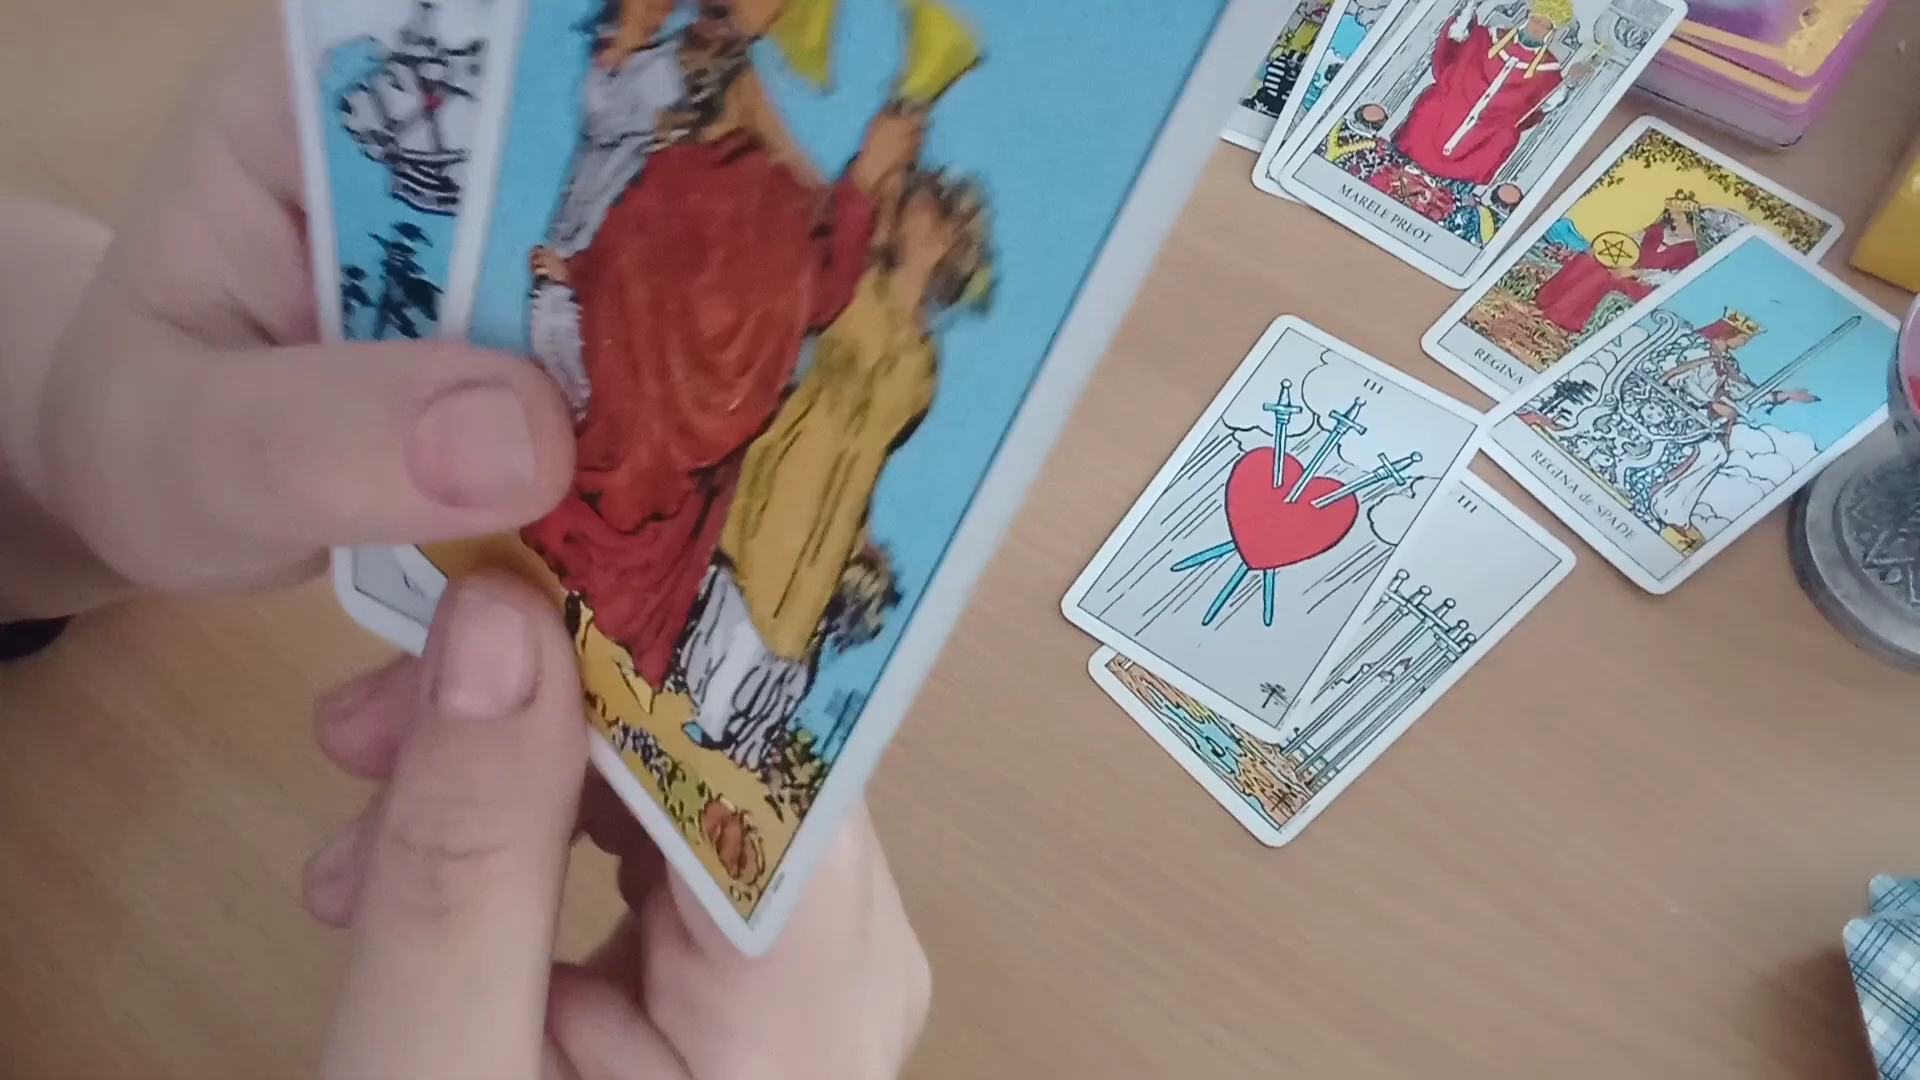 MARELE PREOT
REGINA
REGINA de SPADE
III
III